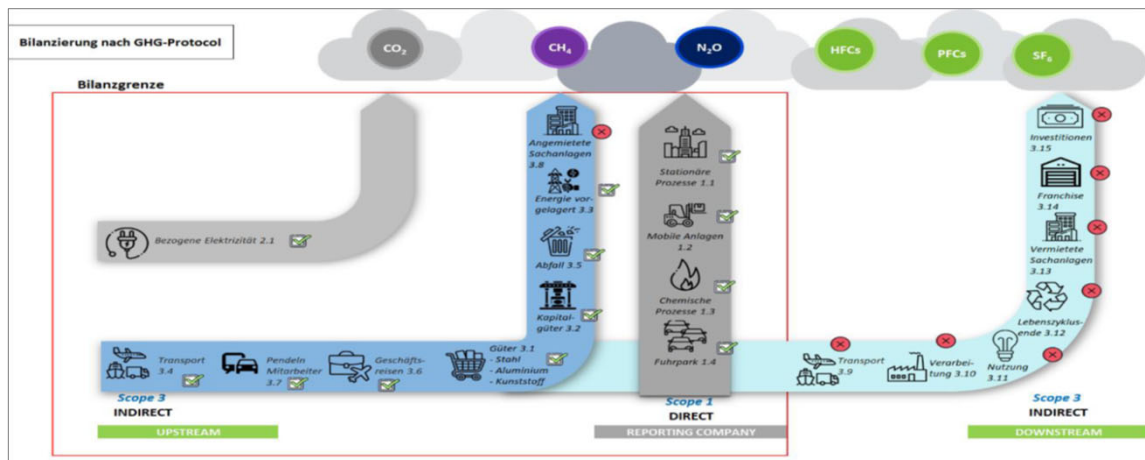 Bilanzierung nach GHG-Protocol
CO₂
CH₄
N₂O
HFCs
PFCs
SF₆
Bilanzgrenze
Angemietete
Sachanlagen
3.8
Energie vor-
gelagert 3.3
Abfall 3.5
Kapital-
güter 3.2
Bezogene Elektrizität 2.1
Transport
3.4
Pendeln
Mitarbeiter
3.7
Geschäfts-
reisen 3.6
Güter 3.1
- Stahl
- Aluminium
- Kunststoff
Stationäre
Prozesse 1.1
Mobile Anlagen
1.2
Chemische
Prozesse 1.3
Fuhrpark 1.4
Investitionen
3.15
Franchise
3.14
Vermietete
Sachanlagen
3.13
Lebenszyklus-
ende 3.12
Transport
3.9
Verarbei-
tung 3.10
Nutzung
3.11
Scope 3
INDIRECT
UPSTREAM
Scope 1
DIRECT
REPORTING COMPANY
Scope 3
INDIRECT
DOWNSTREAM